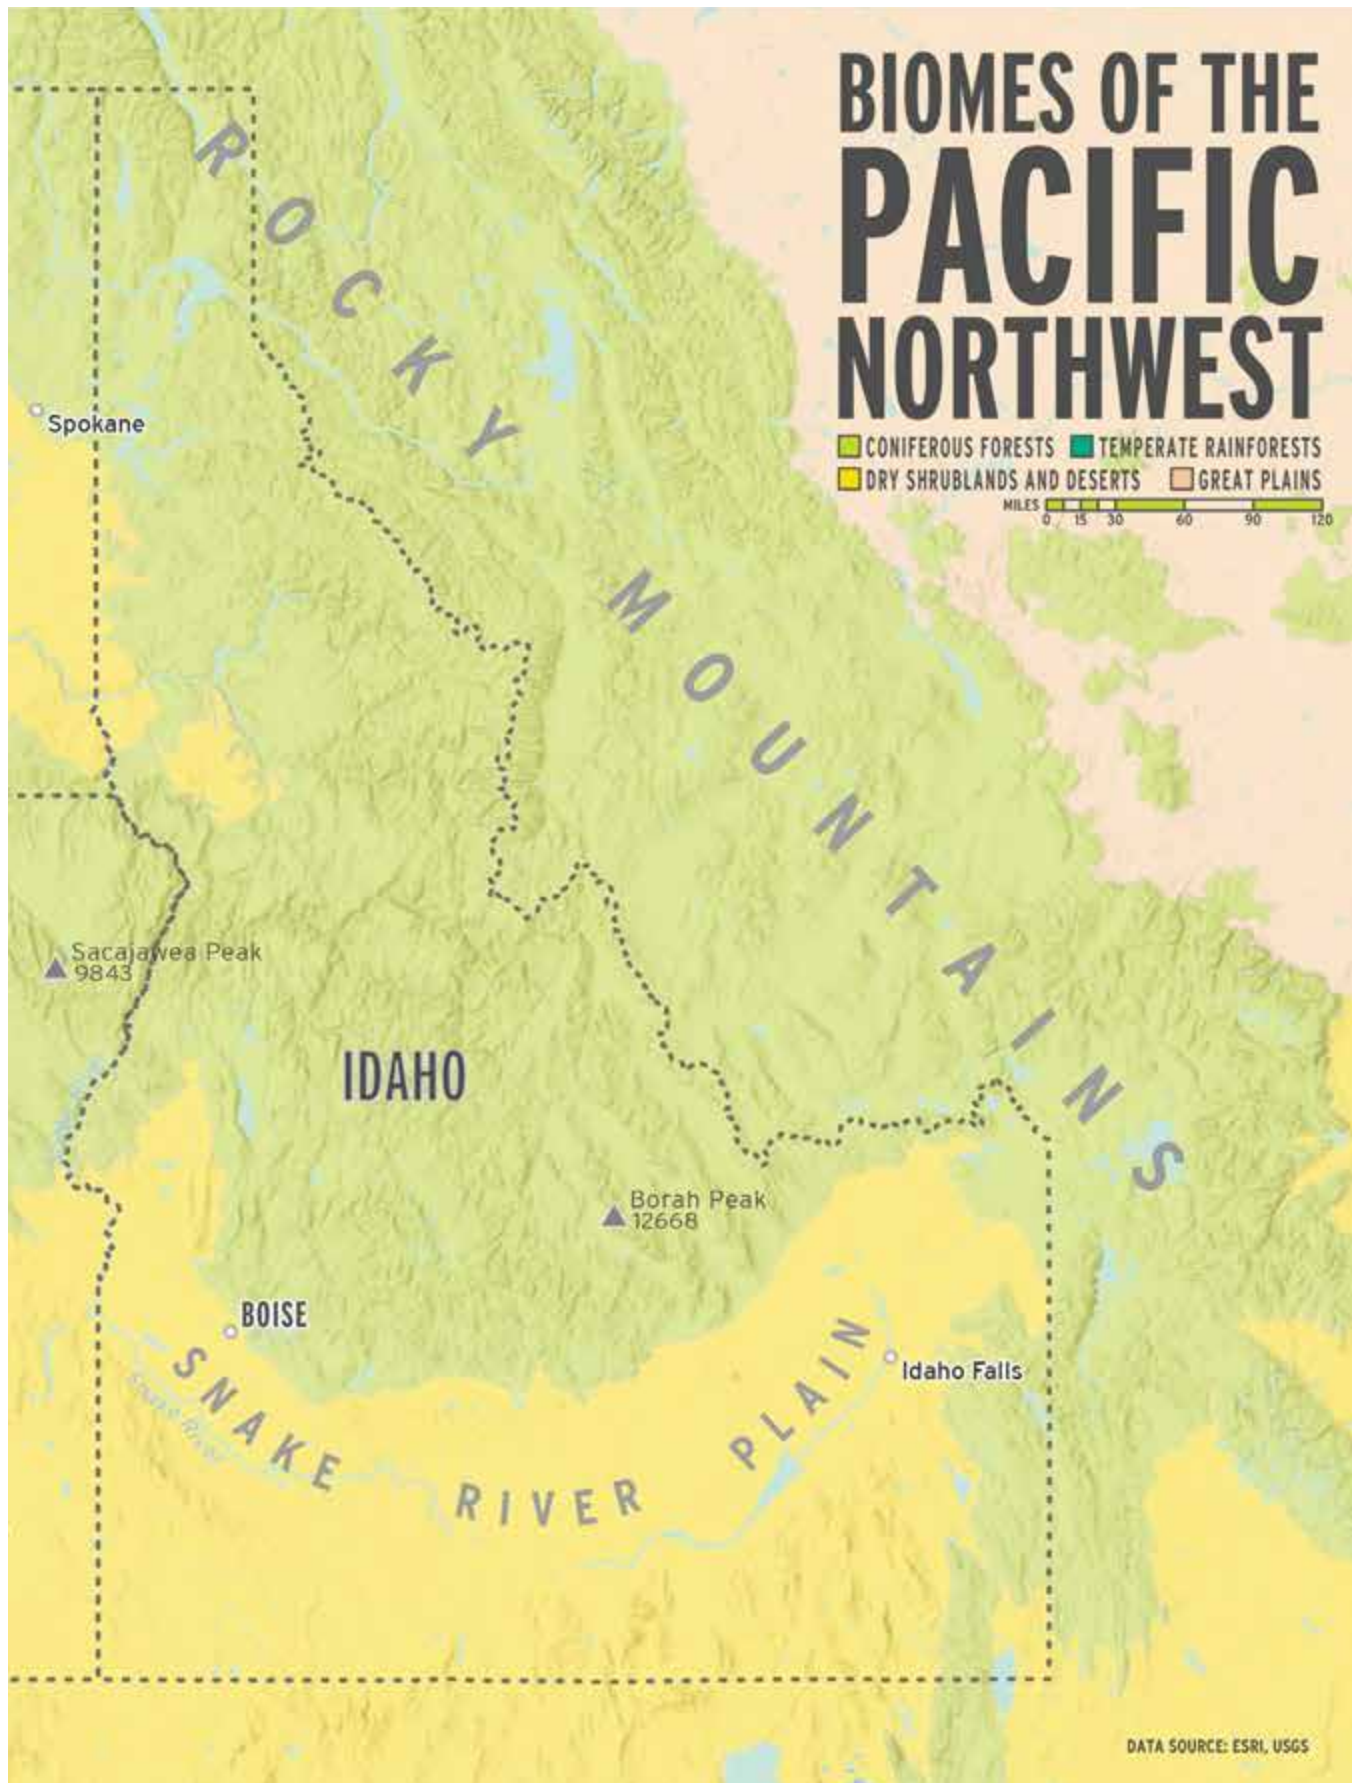 BIOMES OF THE
PACIFIC
NORTHWEST
CONIFEROUS FORESTS TEMPERATE RAINFORESTS
DRY SHRUBLANDS AND DESERTS GREAT PLAINS
MILES
0 15 30 60 90 120
ROCKY MOUNTAINS
Spokane
Sacajawea Peak
9843
IDAHO
Borah Peak
12668
BOISE
Idaho Falls
SNAKE RIVER PLAIN
Snake River
DATA SOURCE: ESRI, USGS